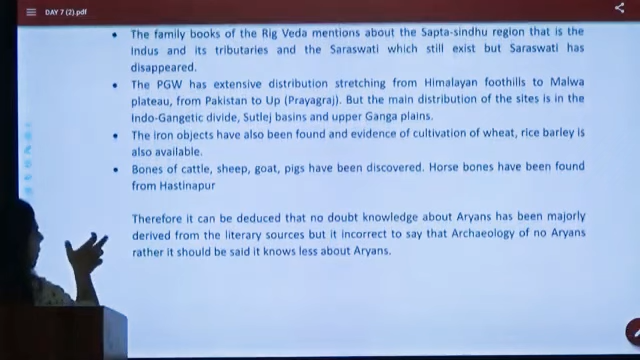 DAY 7 (2).pdf
• The family books of the Rig Veda mentions about the Sapta-sindhu region that is the
Indus and its tributaries and the Saraswati which still exist but Saraswati has
disappeared.
• The PGW has extensive distribution stretching from Himalayan foothills to Malwa
plateau, from Pakistan to Up (Prayagraj). But the main distribution of the sites is in the
Indo-Gangetic divide, Sutlej basins and upper Ganga plains.
• The iron objects have also been found and evidence of cultivation of wheat, rice barley is
also available.
• Bones of cattle, sheep, goat, pigs have been discovered. Horse bones have been found
from Hastinapur
Therefore it can be deduced that no doubt knowledge about Aryans has been majorly
derived from the literary sources but it incorrect to say that Archaeology of no Aryans
rather it should be said it knows less about Aryans.